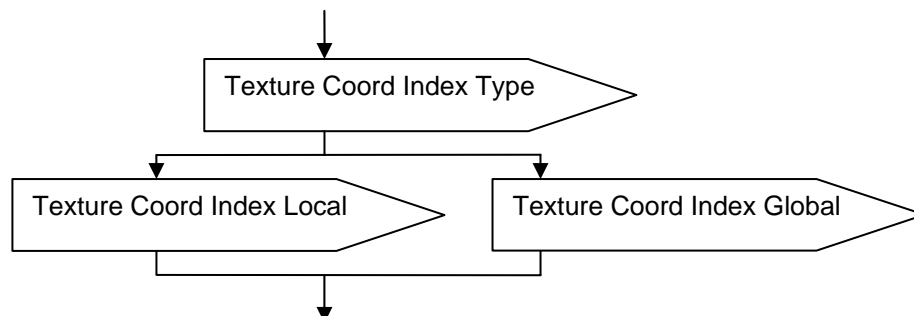 Texture Coord Index Type
Texture Coord Index Local
Texture Coord Index Global